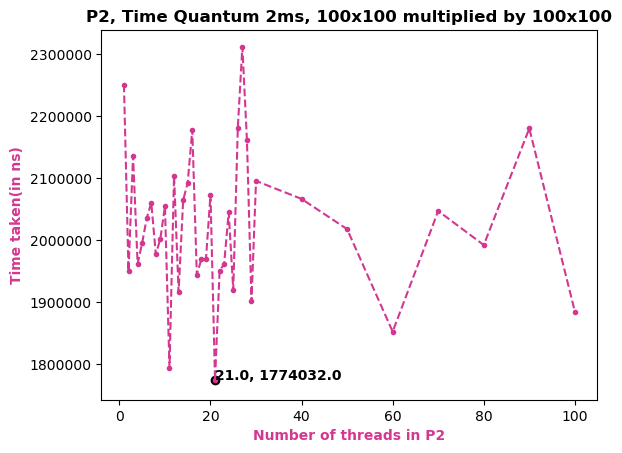 P2, Time Quantum 2ms, 100x100 multiplied by 100x100
Time taken(in ns)
2300000
2200000
2100000
2000000
1900000
1800000
21.0, 1774032.0
0 20 40 60 80 100
Number of threads in P2